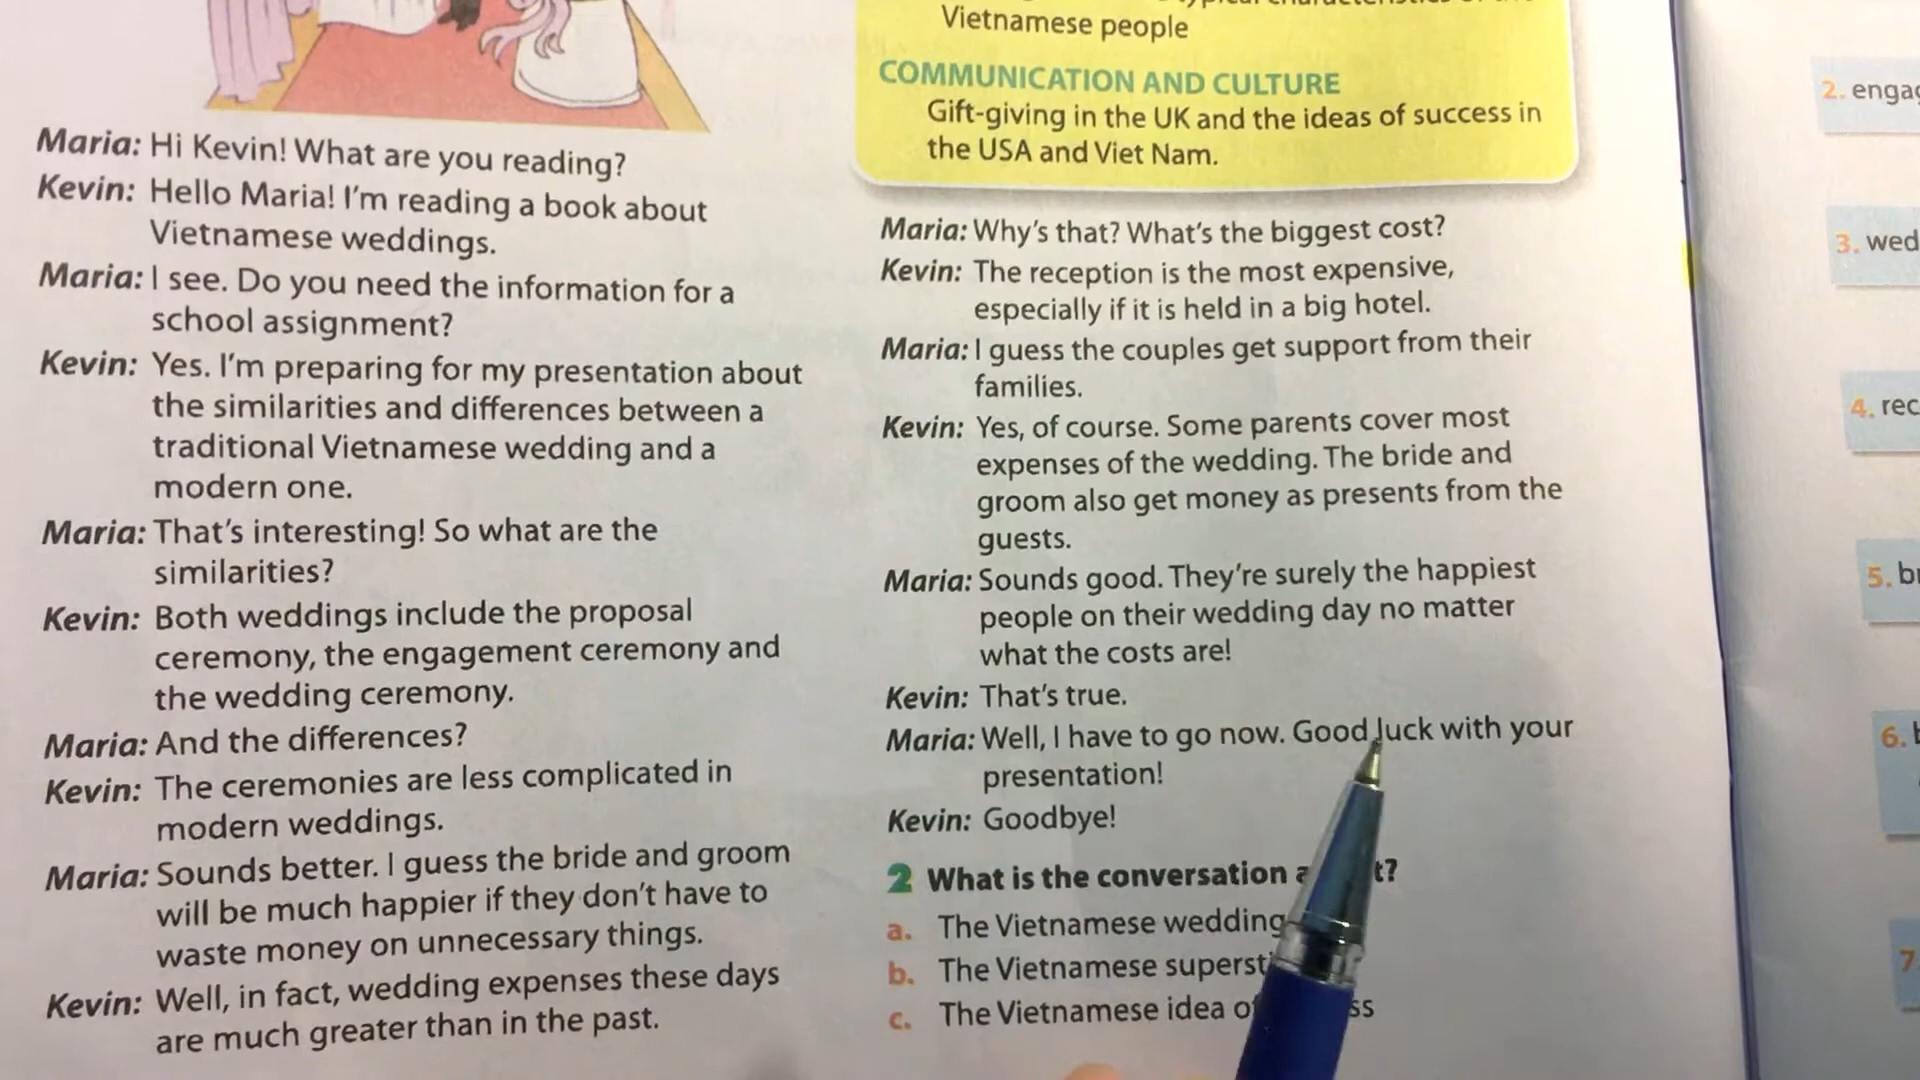 Maria: Hi Kevin! What are you reading?
Kevin: Hello Maria! I'm reading a book about
Vietnamese weddings.
Maria: I see. Do you need the information for a
school assignment?
Kevin: Yes. I'm preparing for my presentation about
the similarities and differences between a
traditional Vietnamese wedding and a
modern one.
Maria: That's interesting! So what are the
similarities?
Kevin: Both weddings include the proposal
ceremony, the engagement ceremony and
the wedding ceremony.
Maria: And the differences?
Kevin: The ceremonies are less complicated in
modern weddings.
Maria: Sounds better. I guess the bride and groom
will be much happier if they don't have to
waste money on unnecessary things.
Kevin: Well, in fact, wedding expenses these days
are much greater than in the past.
Vietnamese people
COMMUNICATION AND CULTURE
Gift-giving in the UK and the ideas of success in
the USA and Viet Nam.
Maria: Why's that? What's the biggest cost?
Kevin: The reception is the most expensive,
especially if it is held in a big hotel.
Maria: I guess the couples get support from their
families.
Kevin: Yes, of course. Some parents cover most
expenses of the wedding. The bride and
groom also get money as presents from the
guests.
Maria: Sounds good. They're surely the happiest
people on their wedding day no matter
what the costs are!
Kevin: That's true.
Maria: Well, I have to go now. Good luck with your
presentation!
Kevin: Goodbye!
2 What is the conversation
a. The Vietnamese wedding
b. The Vietnamese
c. The Vietnamese idea
2.
3. wed
4. rec
5.
6.
7